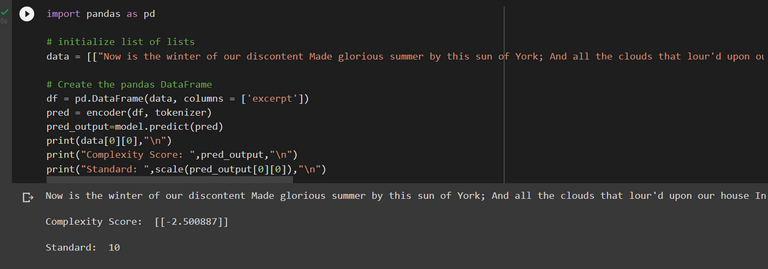 import pandas as pd
# initialize list of lists
data = [["Now is the winter of our discontent Made glorious summer by this sun of York; And all the clouds that lour'd upon
# Create the pandas DataFrame
df = pd.DataFrame(data, columns = ['excerpt'])
pred = encoder(df, tokenizer)
pred_output=model.predict(pred)
print(data[0][0],"\n")
print("Complexity Score: ",pred_output,"\n")
print("Standard: ",scale(pred_output[0][0]),"\n")
Now is the winter of our discontent Made glorious summer by this sun of York; And all the clouds that lour'd upon our house In
Complexity Score:  [[-2.500887]]
Standard:  10